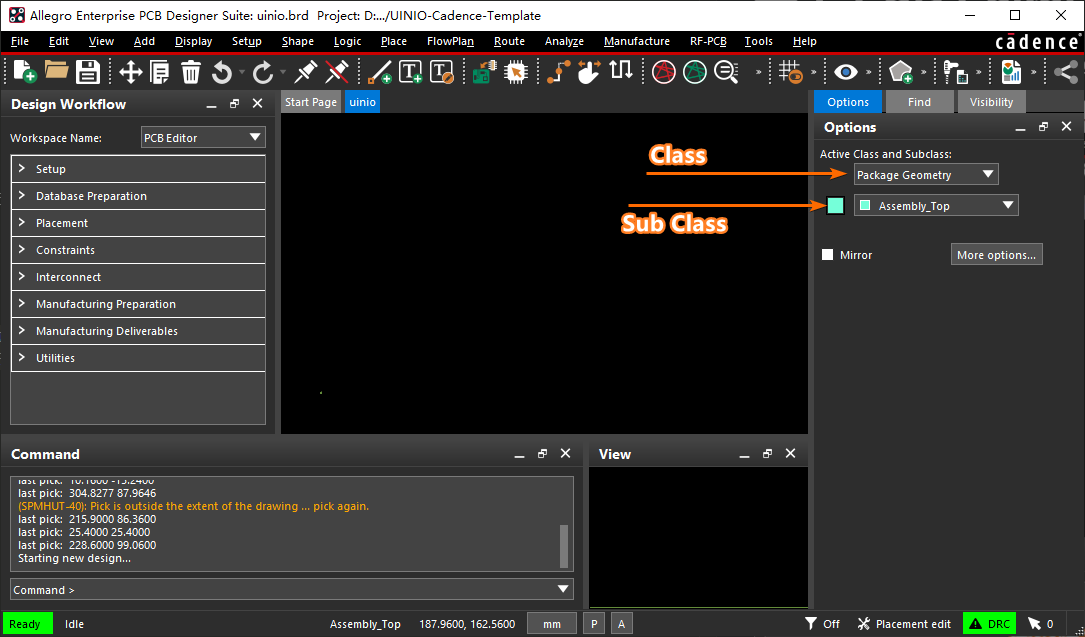 Allegro Enterprise PCB Designer Suite: uinio.brd  Project: D:.../UINIO-Cadence-Template
File Edit View Add Display Setup Shape Logic Place FlowPlan Route Analyze Manufacture RF-PCB Tools Help
cādence
Design Workflow
Start Page
uinio
Options
Find
Visibility
Workspace Name:
PCB Editor
Setup
Database Preparation
Placement
Constraints
Interconnect
Manufacturing Preparation
Manufacturing Deliverables
Utilities
Class
Sub Class
Options
Active Class and Subclass:
Package Geometry
Assembly_Top
Mirror
More options...
Command
last pick:  304.8277 87.9646
(SPMHUT-40): Pick is outside the extent of the drawing ... pick again.
last pick:  215.9000 86.3600
last pick:  25.4000 25.4000
last pick:  228.6000 99.0600
Starting new design...
Command >
View
Ready
Idle
Assembly_Top
187.9600, 162.5600
mm
P
A
Off
Placement edit
DRC
0